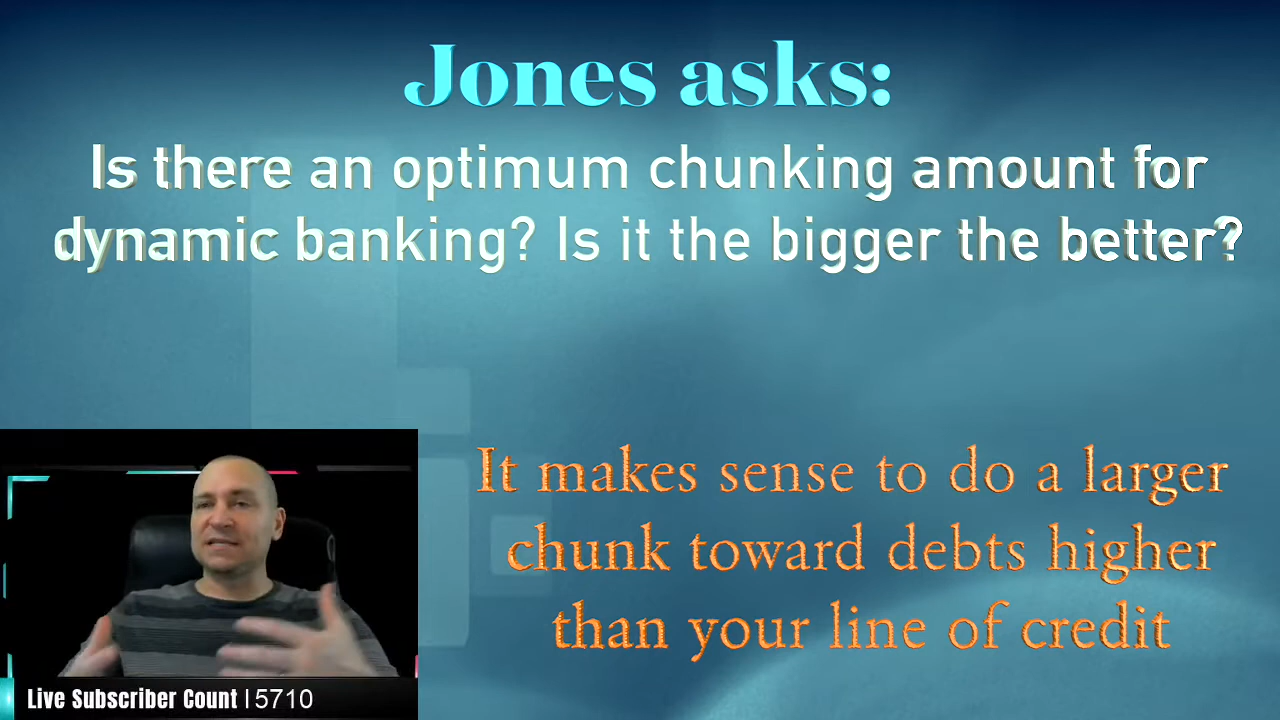 Jones asks:
Is there an optimum chunking amount for
dynamic banking? Is it the bigger the better?
It makes sense to do a larger
chunk toward debts higher
than your line of credit
Live Subscriber Count | 5710